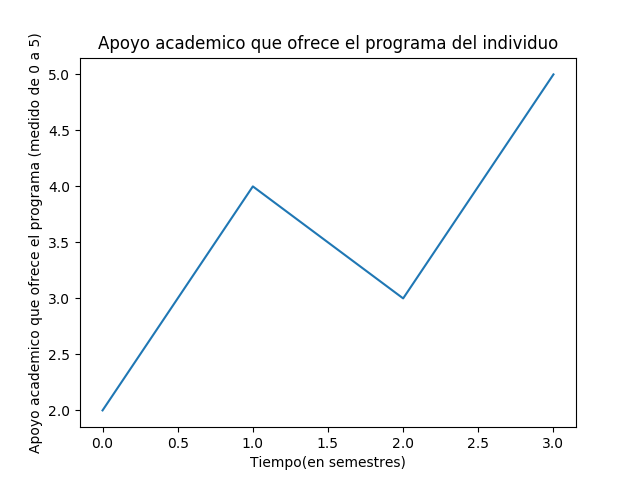 Apoyo academico que ofrece el programa del individuo
Apoyo academico que ofrece el programa (medido de 0 a 5)
5.0
4.5
4.0
3.5
3.0
2.5
2.0
0.0 0.5 1.0 1.5 2.0 2.5 3.0
Tiempo(en semestres)